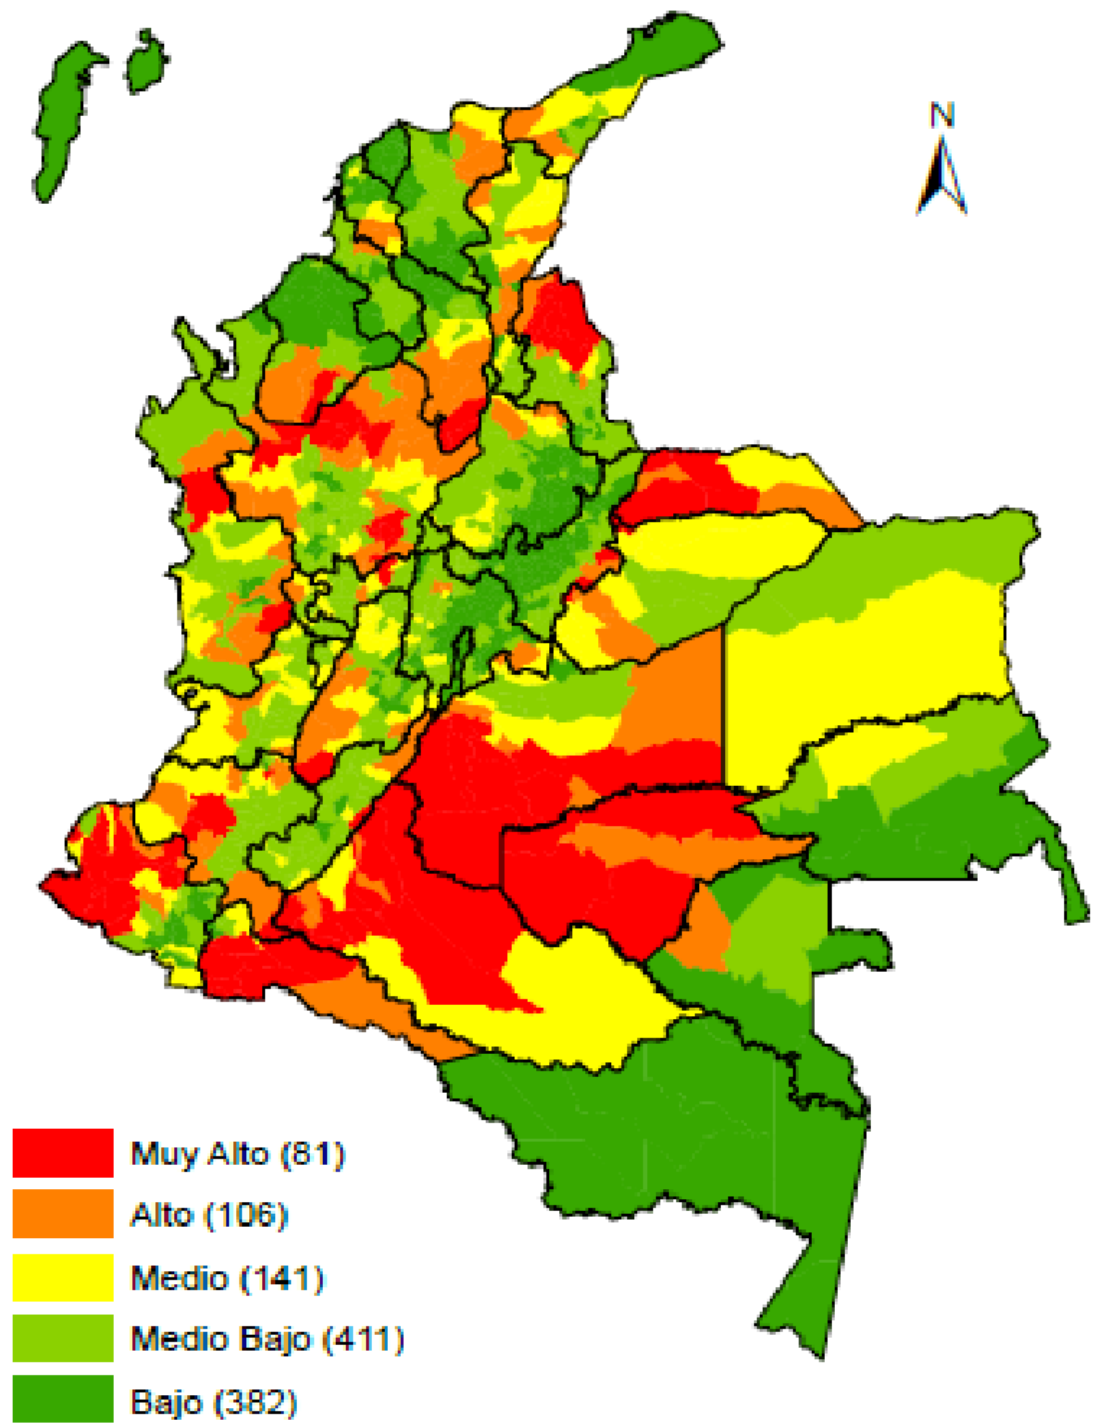 N
Muy Alto (81)
Alto (106)
Medio (141)
Medio Bajo (411)
Bajo (382)